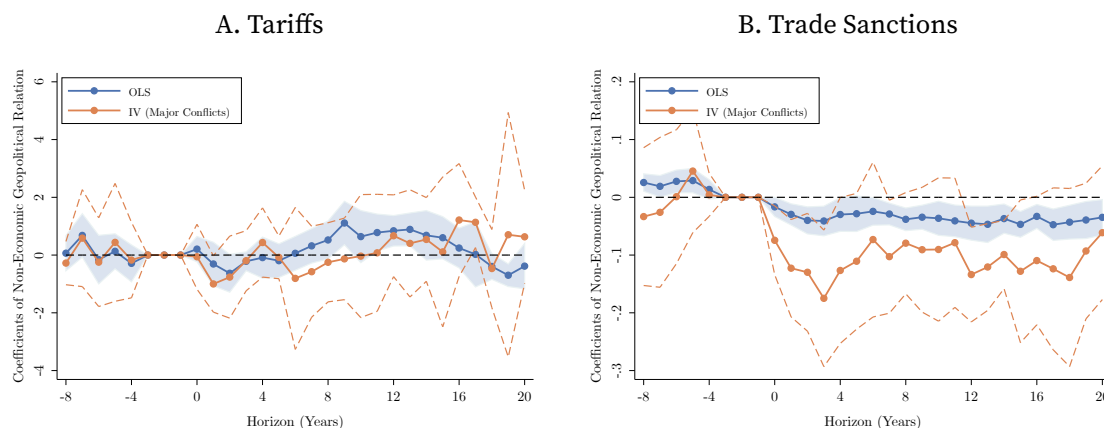 A. Tariffs
Coefficients of Non-Economic Geopolitical Relation
6
4
2
0
-2
-4
OLS
IV (Major Conflicts)
-8 -4 0 4 8 12 16 20
Horizon (Years)
B. Trade Sanctions
Coefficients of Non-Economic Geopolitical Relation
.2
.1
0
-.1
-.2
-.3
OLS
IV (Major Conflicts)
-8 -4 0 4 8 12 16 20
Horizon (Years)